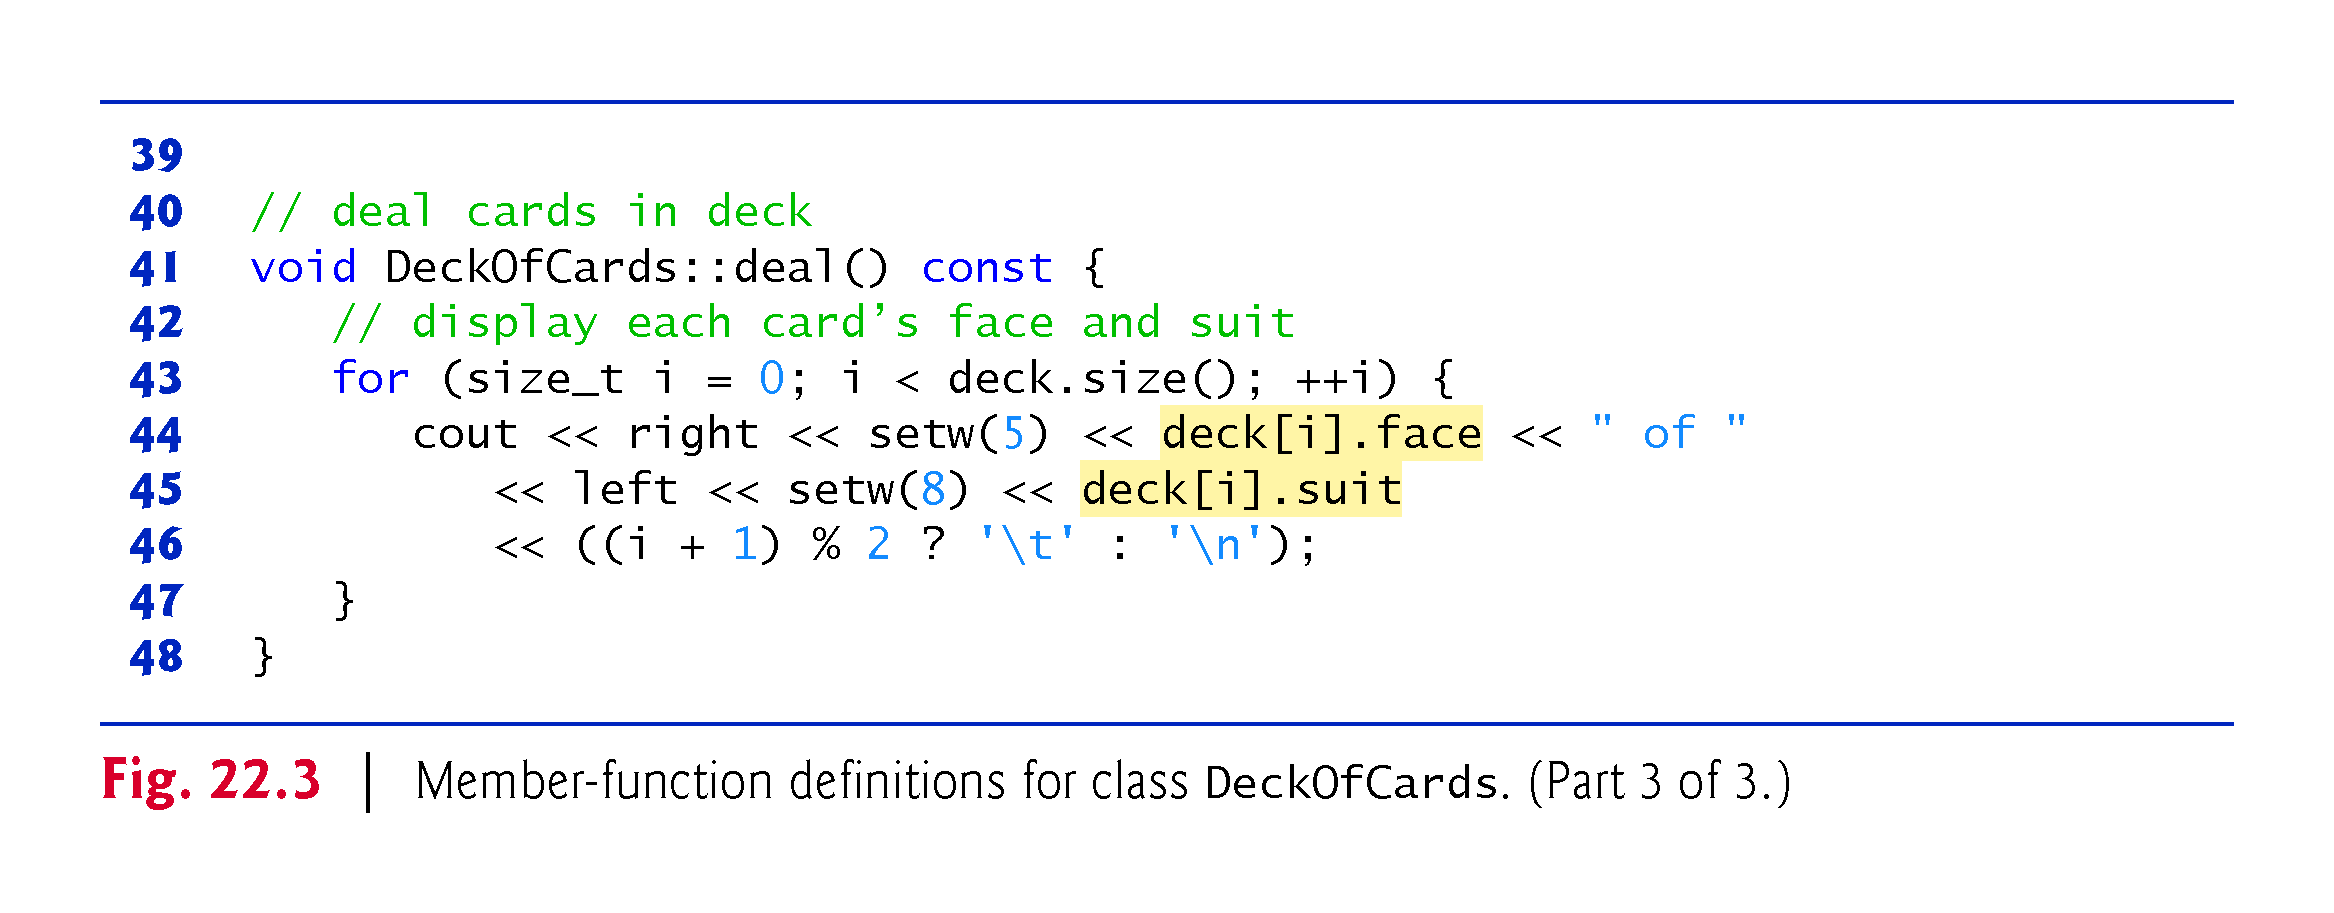 39
40 // deal cards in deck
41 void DeckOfCards::deal() const {
42    // display each card’s face and suit
43    for (size_t i = 0; i < deck.size(); ++i) {
44       cout << right << setw(5) << deck[i].face << " of "
45          << left << setw(8) << deck[i].suit
46          << ((i + 1) % 2 ? '\t' : '\n');
47    }
48 }
Fig. 22.3 | Member-function definitions for class DeckOfCards. (Part 3 of 3.)